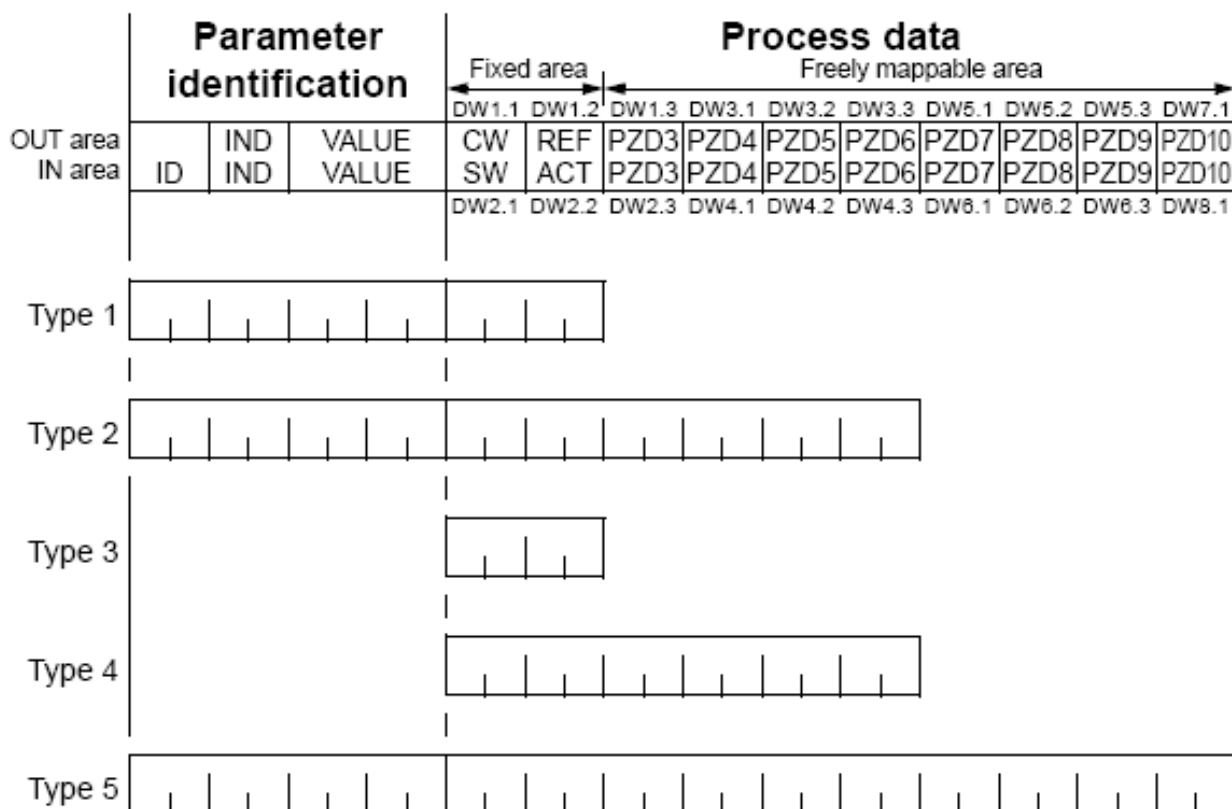 Parameter identification
Process data
Fixed area
Freely mappable area
DW1.1 DW1.2 DW1.3 DW3.1 DW3.2 DW3.3 DW5.1 DW5.2 DW5.3 DW7.1
OUT area IND VALUE CW REF PZD3 PZD4 PZD5 PZD6 PZD7 PZD8 PZD9 PZD10
IN area ID IND VALUE SW ACT PZD3 PZD4 PZD5 PZD6 PZD7 PZD8 PZD9 PZD10
DW2.1 DW2.2 DW2.3 DW4.1 DW4.2 DW4.3 DW6.1 DW6.2 DW6.3 DW8.1
Type 1
Type 2
Type 3
Type 4
Type 5